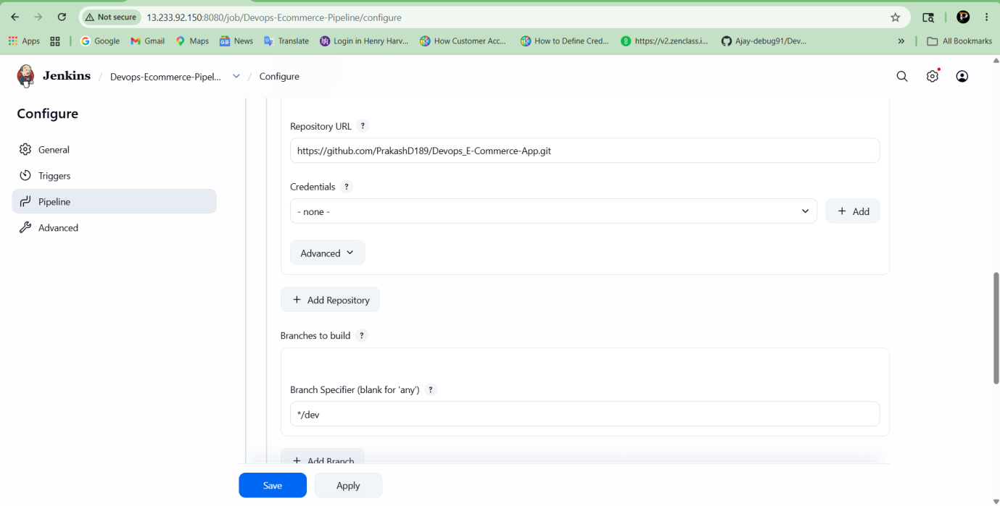 Not secure 13.233.92.150:8080/job/Devops-Ecommerce-Pipeline/configure
Apps Google Gmail Maps News Translate Login in Henry Harv... How Customer Acc... How to Define Cred... https://v2.zenclass.i... Ajay-debug91/Dev... » All Bookmarks
Jenkins / Devops-Ecommerce-Pipel... / Configure
Configure
General
Triggers
Pipeline
Advanced
Repository URL ?
https://github.com/PrakashD189/Devops_E-Commerce-App.git
Credentials ?
- none -
+ Add
Advanced
+ Add Repository
Branches to build ?
Branch Specifier (blank for 'any') ?
*/dev
+ Add Branch
Save Apply